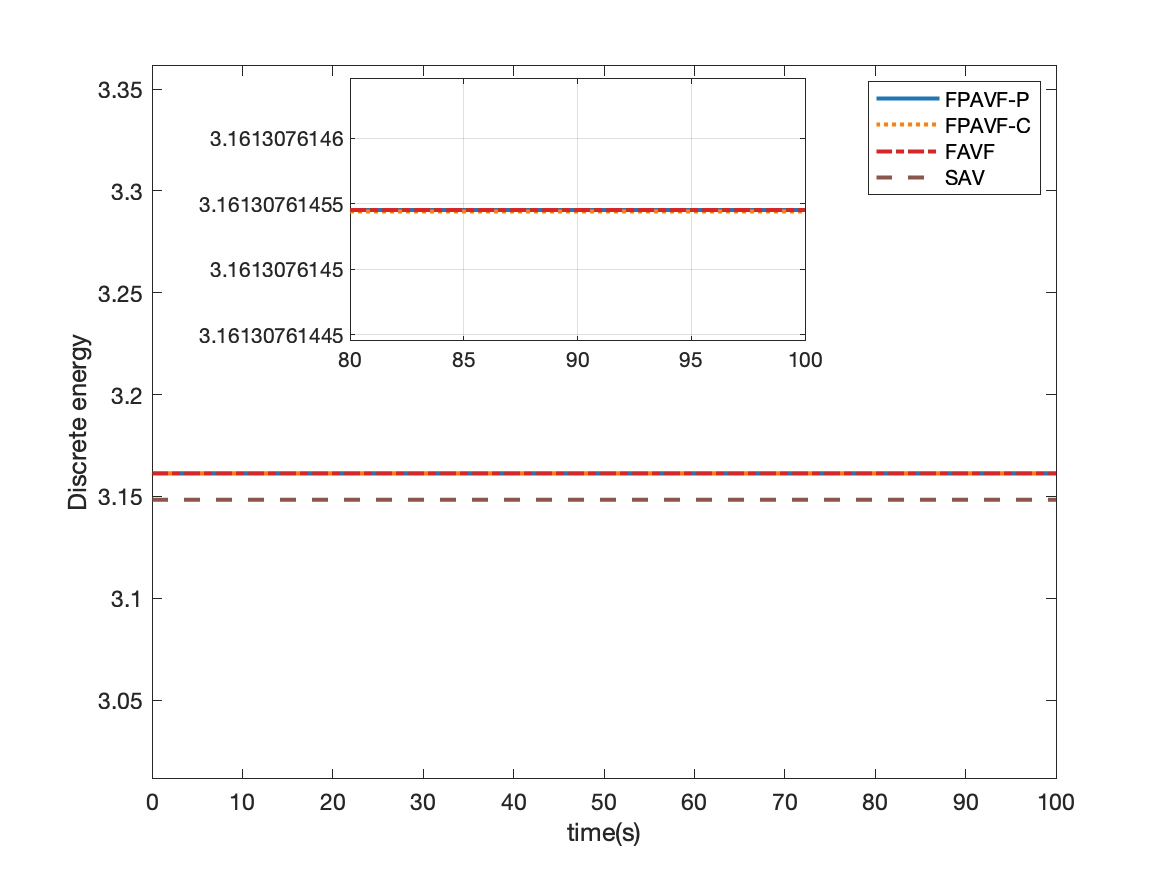 3.35
3.3
3.25
3.2
3.15
3.1
3.05
Discrete energy
0 10 20 30 40 50 60 70 80 90 100
time(s)
3.1613076146
3.16130761455
3.1613076145
3.16130761445
80 85 90 95 100
FPAVF-P
FPAVF-C
FAVF
SAV